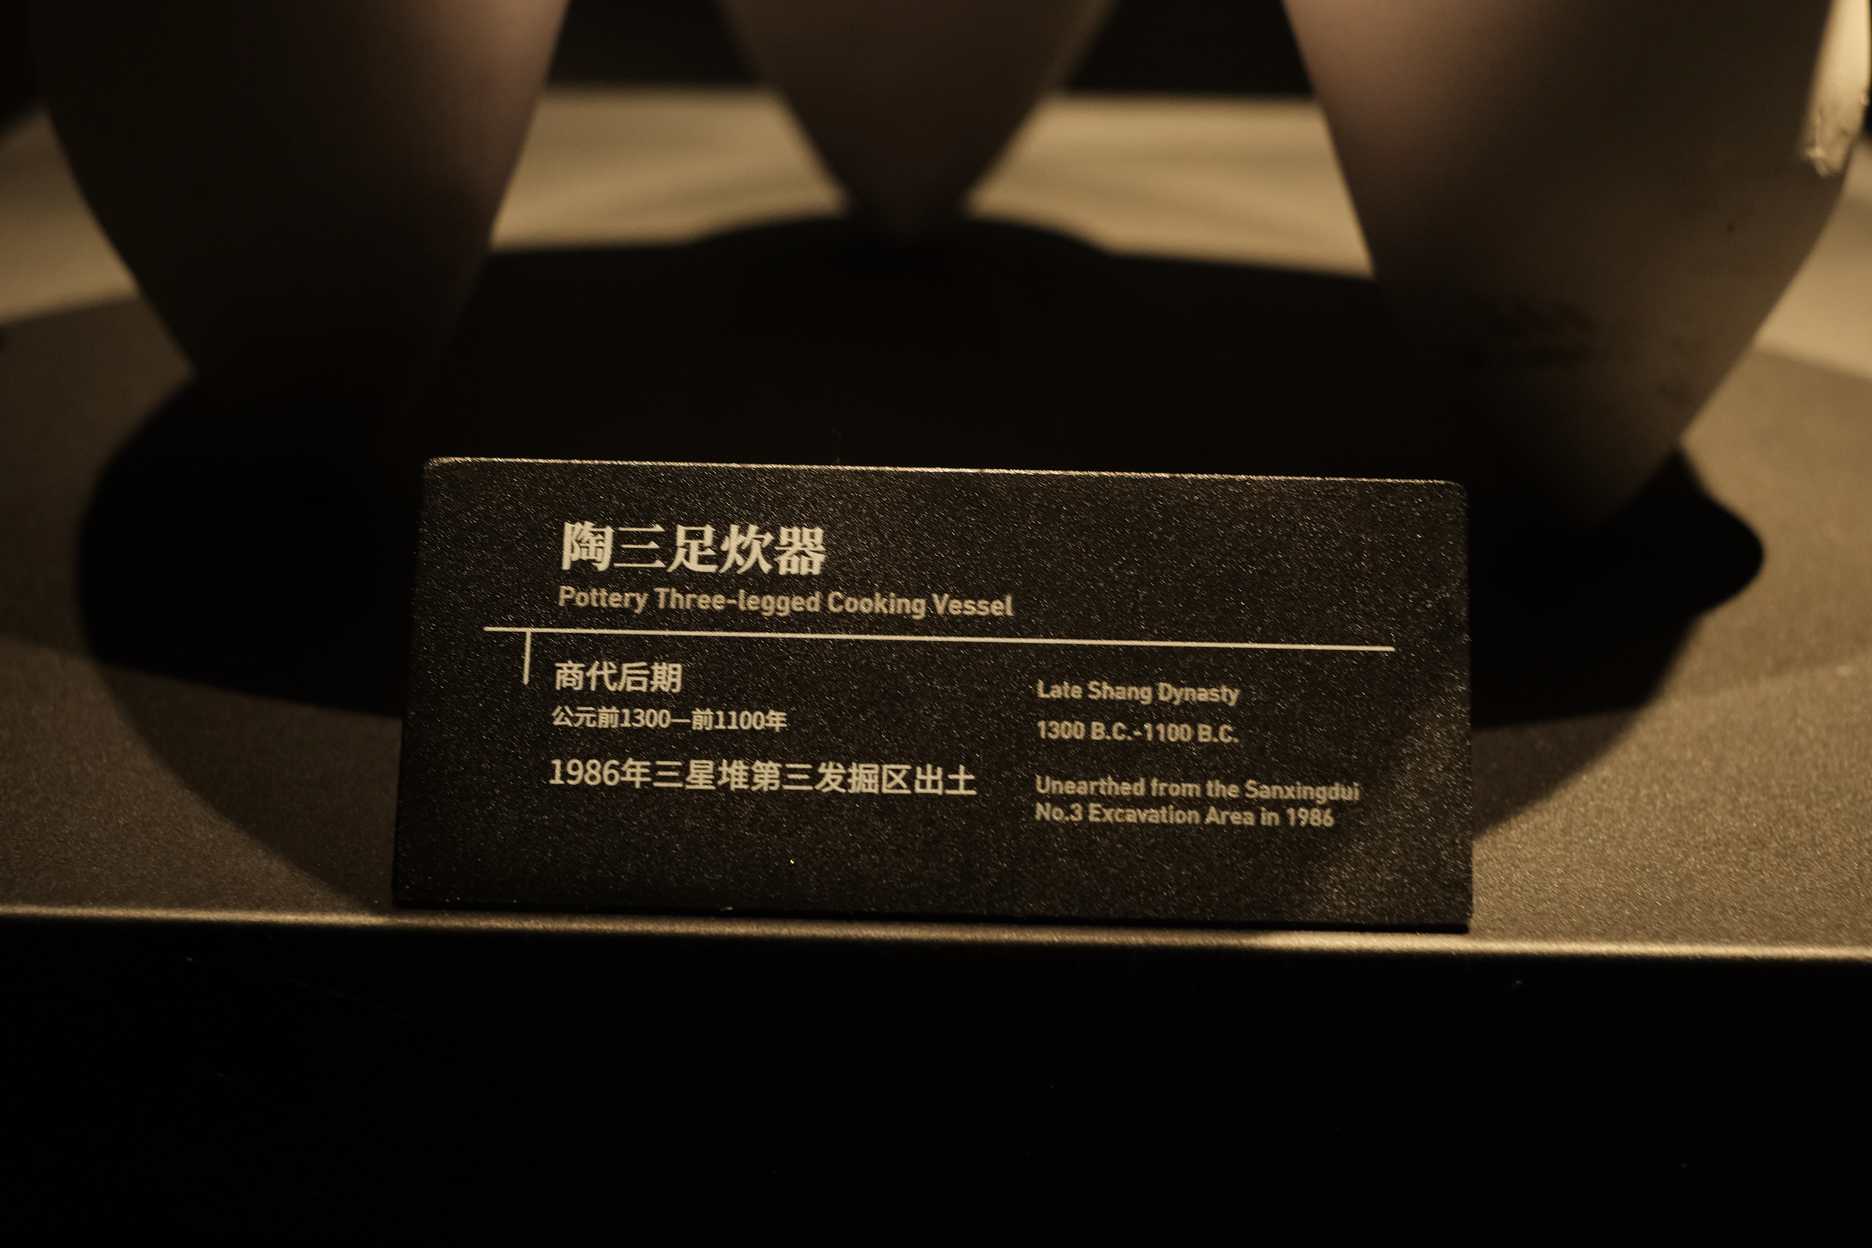 陶三足炊器
Pottery Three-legged Cooking Vessel
商代后期
公元前1300—前1100年
1986年三星堆第三发掘区出土
Late Shang Dynasty
1300 B.C.-1100 B.C.
Unearthed from the Sanxingdui
No.3 Excavation Area in 1986